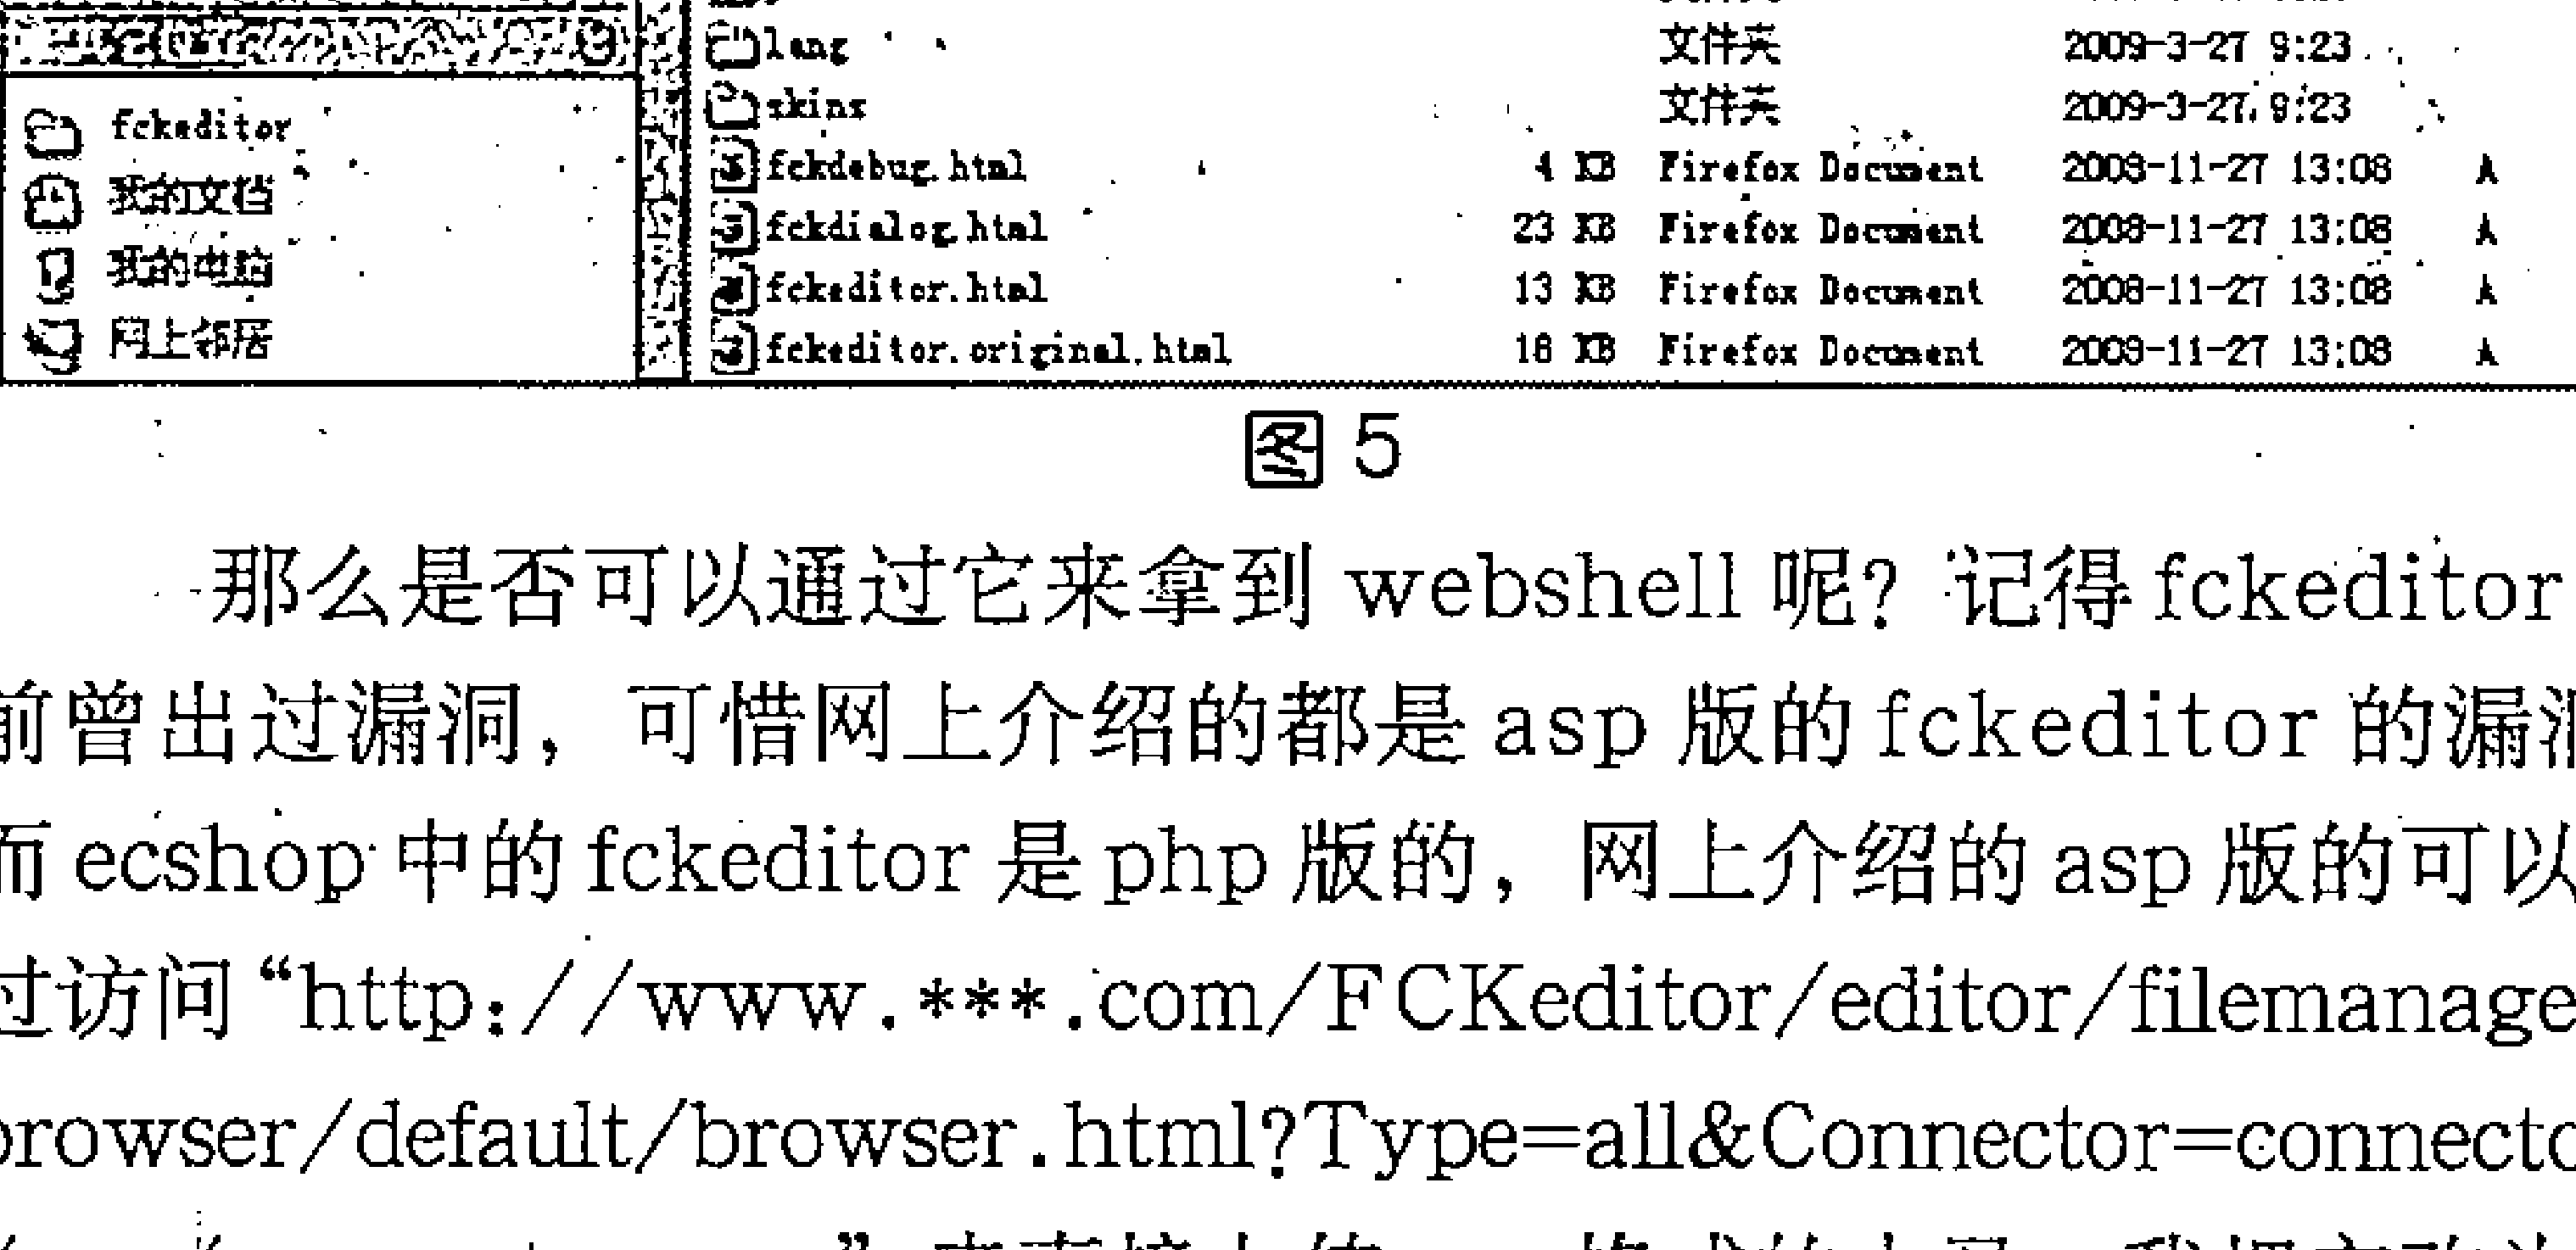 lang 文件夹 2009-3-27 9:23
skins 文件夹 2009-3-27 9:23
fckeditor
我的文档
我的电脑
网上邻居
fckdebug.html 4 KB Firefox Document 2008-11-27 13:08 A
fckdialog.html 23 KB Firefox Document 2008-11-27 13:08 A
fckeditor.html 13 KB Firefox Document 2008-11-27 13:08 A
fckeditor.original.html 16 KB Firefox Document 2008-11-27 13:08 A
图 5
那么是否可以通过它来拿到 webshell 呢？记得 fckeditor
前曾出过漏洞，可惜网上介绍的都是 asp 版的 fckeditor 的漏洞
而 ecshop 中的 fckeditor 是 php 版的，网上介绍的 asp 版的可以
过访问“http://www.***.com/FCKeditor/editor/filemanage
browser/default/browser.html?Type=all&Connector=connecto